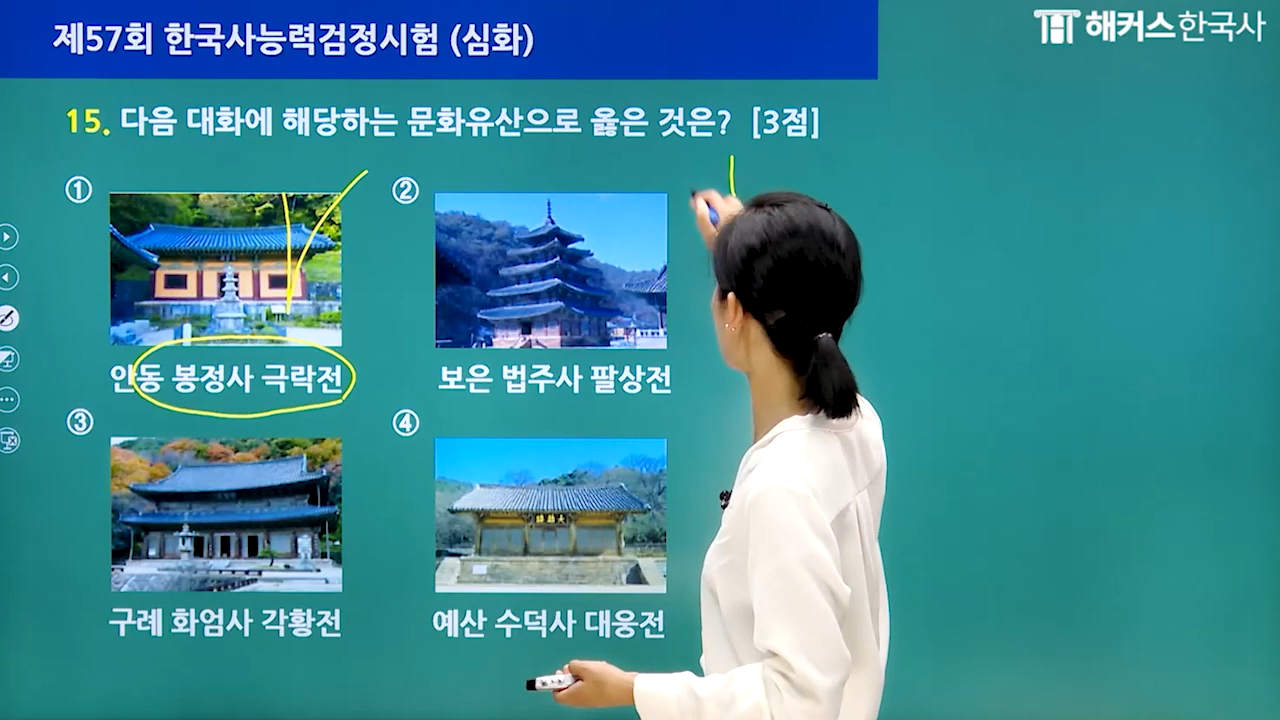 제57회 한국사능력검정시험 (심화)
해커스한국사
15. 다음 대화에 해당하는 문화유산으로 옳은 것은? [3점]
①
②
안동 봉정사 극락전
보은 법주사 팔상전
③
④
구례 화엄사 각황전
예산 수덕사 대웅전